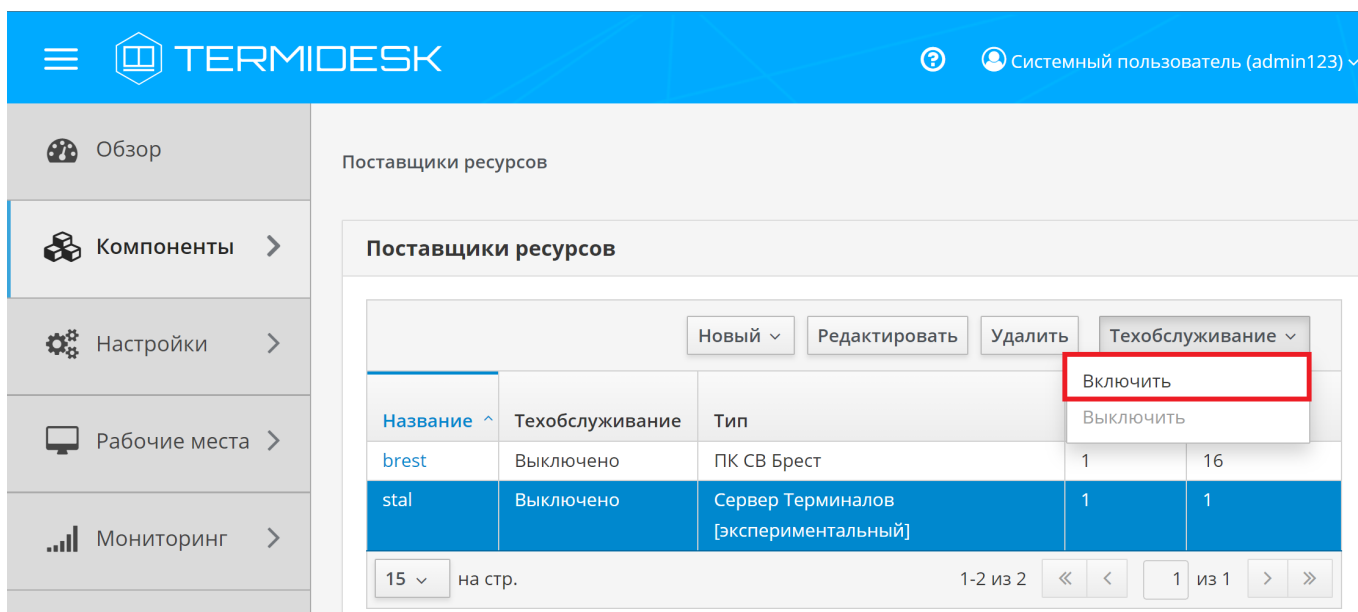 TERMIDESK
Системный пользователь (admin123)
Обзор
Компоненты
Настройки
Рабочие места
Мониторинг
Поставщики ресурсов
Поставщики ресурсов
Новый Редактировать Удалить Техобслуживание
Включить
Выключить
Название Техобслуживание Тип
brest Выключено ПК СВ Брест 1 16
stal Выключено Сервер Терминалов 1 1
[экспериментальный]
15 на стр. 1-2 из 2 « < 1 из 1 > »